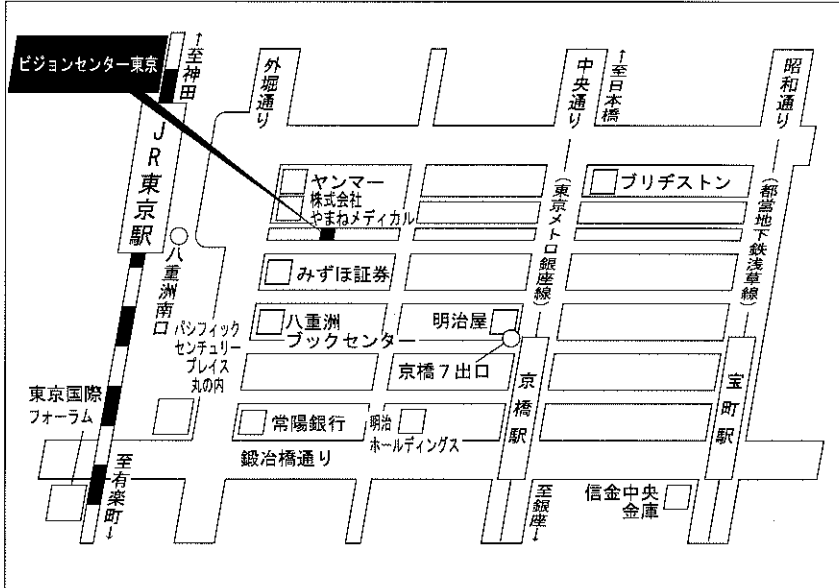 ビジョンセンター東京
←至神田
外堀通り
中央通り
←至日本橋
昭和通り
JR東京駅
ヤンマー
株式会社
やまねメディカル
(東京メトロ銀座線)
ブリヂストン
(都営地下鉄浅草線)
八重洲南口
みずほ証券
八重洲
ブックセンター
明治屋
京橋7出口
パシフィック
センチュリー
プレイス
丸の内
京橋駅
宝町駅
東京国際
フォーラム
常陽銀行
明治
ホールディングス
鍛冶橋通り
至有楽町→
至銀座→
信金中央
金庫